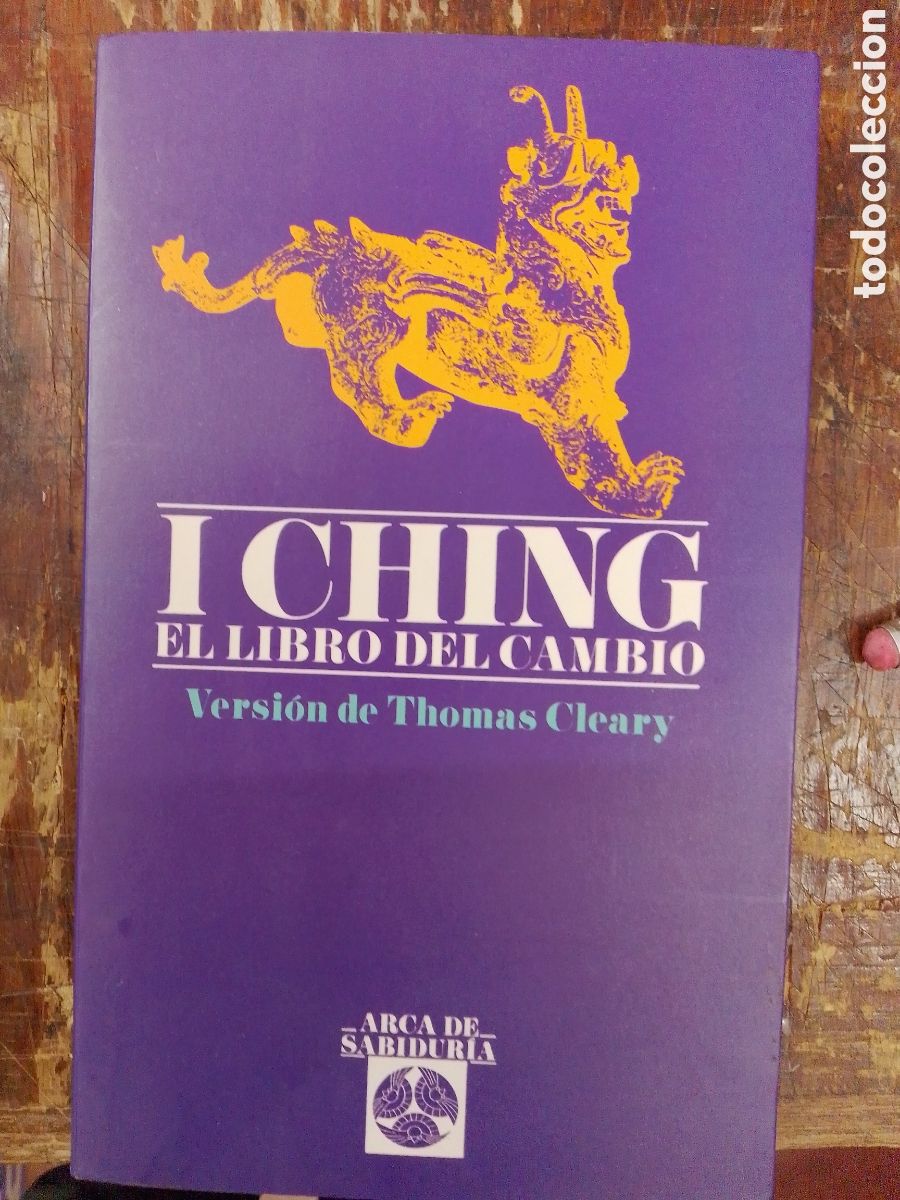 todocoleccion
I CHING
EL LIBRO DEL CAMBIO
Versión de Thomas Cleary
ARCA DE
SABIDURÍA